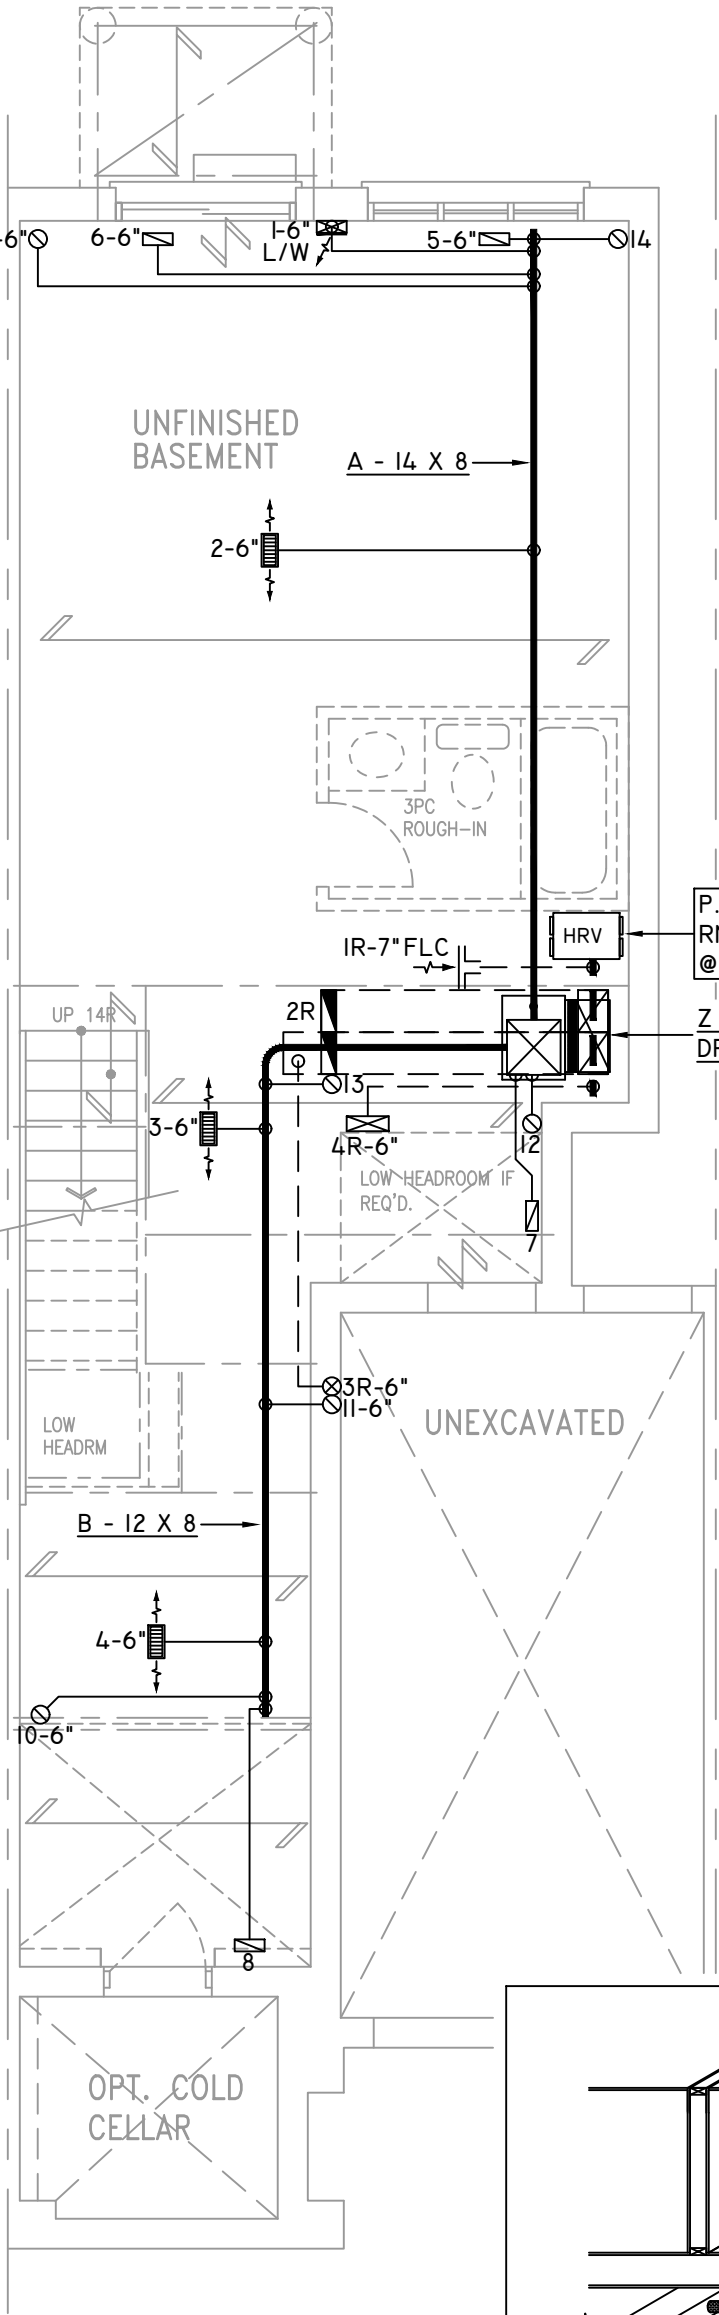 -6"
6-6"
1-6"
L/W
5-6"
14
UNFINISHED
BASEMENT
A - 14 X 8
2-6"
3PC
ROUGH-IN
P.
RM
@
HRV
1R-7"FLC
2R
UP 14R
Z
DR
13
3-6"
4R-6"
12
LOW HEADROOM IF
REQ'D.
7
3R-6"
11-6"
UNEXCAVATED
LOW
HEADRM
B - 12 X 8
4-6"
10-6"
8
OPT. COLD
CELLAR